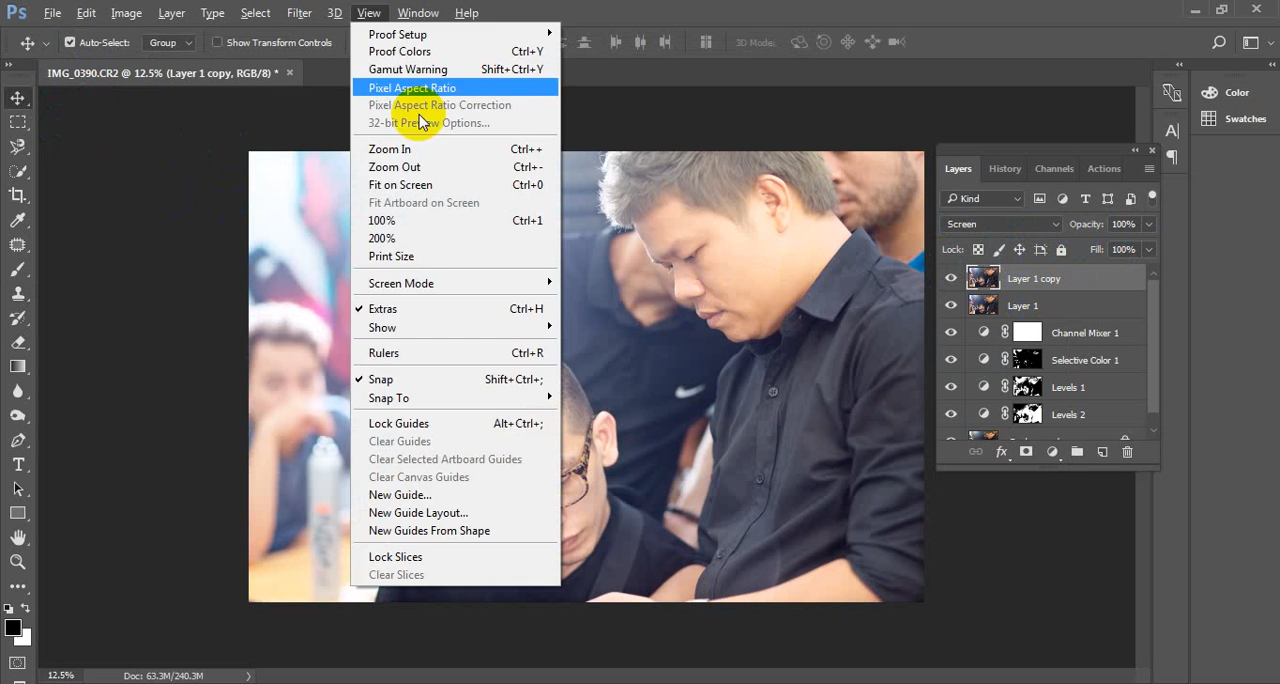 Ps File Edit Image Layer Type Select Filter 3D View Window Help
Auto-Select: Group Show Transform Controls 3D Mode:
IMG_0390.CR2 @ 12.5% (Layer 1 copy, RGB/8) * ×
Proof Setup
Proof Colors Ctrl+Y
Gamut Warning Shift+Ctrl+Y
Pixel Aspect Ratio
Pixel Aspect Ratio Correction
32-bit Preview Options...
Zoom In Ctrl++
Zoom Out Ctrl+-
Fit on Screen Ctrl+0
Fit Artboard on Screen
100% Ctrl+1
200%
Print Size
Screen Mode
Extras Ctrl+H
Show
Rulers Ctrl+R
Snap Shift+Ctrl+;
Snap To
Lock Guides Alt+Ctrl+;
Clear Guides
Clear Selected Artboard Guides
Clear Canvas Guides
New Guide...
New Guide Layout...
New Guides From Shape
Lock Slices
Clear Slices
Color
Swatches
Layers History Channels Actions
Kind
Screen Opacity: 100%
Lock: Fill: 100%
Layer 1 copy
Layer 1
Channel Mixer 1
Selective Color 1
Levels 1
Levels 2
12.5% Doc: 63.3M/240.3M